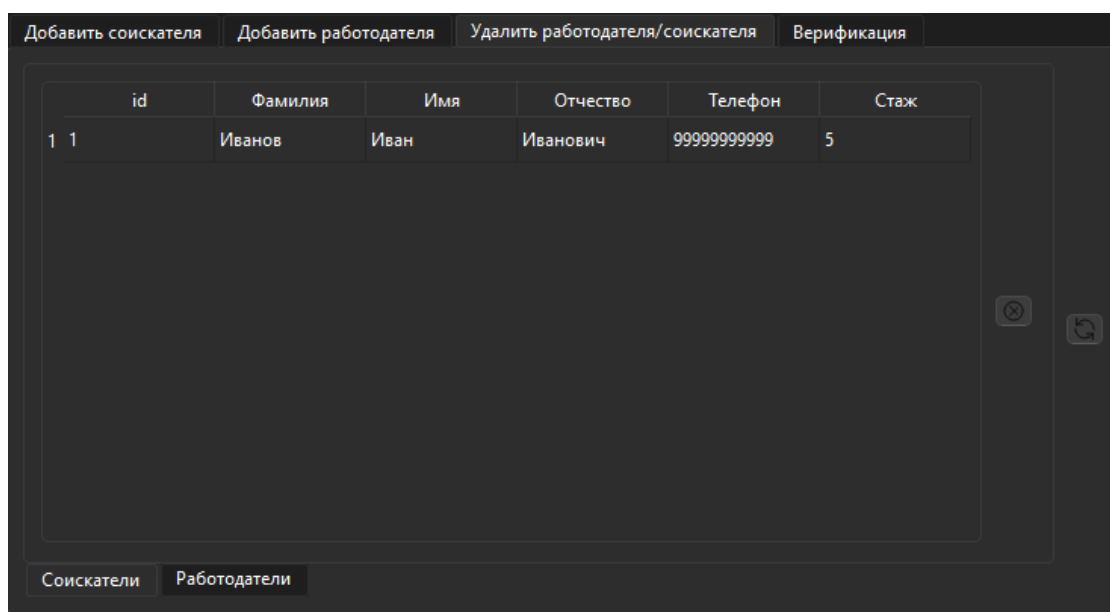 Добавить соискателя Добавить работодателя Удалить работодателя/соискателя Верификация
id Фамилия Имя Отчество Телефон Стаж
1 1 Иванов Иван Иванович 99999999999 5
Соискатели Работодатели